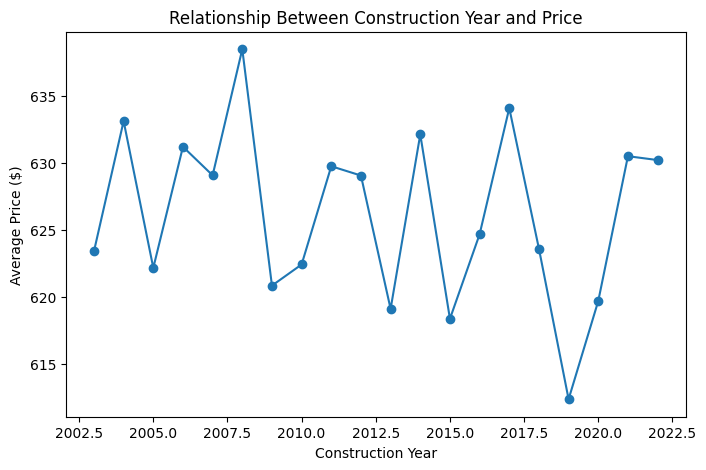 Relationship Between Construction Year and Price
Average Price ($)
635
630
625
620
615
2002.5 2005.0 2007.5 2010.0 2012.5 2015.0 2017.5 2020.0 2022.5
Construction Year